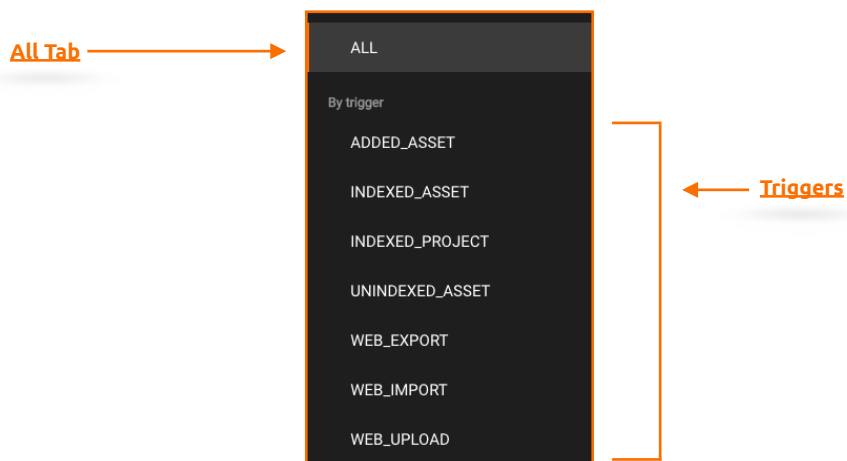 All Tab
ALL
By trigger
ADDED_ASSET
INDEXED_ASSET
Triggers
INDEXED_PROJECT
UNINDEXED_ASSET
WEB_EXPORT
WEB_IMPORT
WEB_UPLOAD